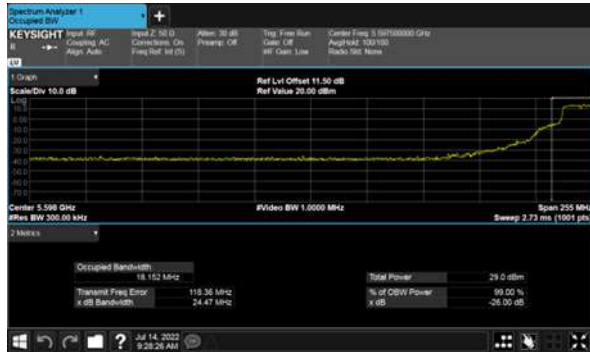 Spectrum Analyzer 1
Occupied BW
KEYSIGHT Input: RF Input Z: 50 Ω Atten: 30 dB Trig: Free Run Center Freq: 5.597500000 GHz
R Coupling: AC Corrections: On Preamp: Off Gate: Off Avg|Hold: 100/100
Align: Auto Freq Ref: Int (S) #IF Gain: Low Radio Std: None
1 Graph
Ref Lvl Offset 11.50 dB
Scale/Div 10.0 dB Ref Value 20.00 dBm
Log
Center 5.598 GHz #Video BW 1.0000 MHz Span 255 MHz
#Res BW 300.00 kHz Sweep 2.73 ms (1001 pts)
2 Metrics
Occupied Bandwidth
18.152 MHz Total Power 29.0 dBm
Transmit Freq Error 118.36 MHz % of OBW Power 99.00 %
x dB Bandwidth 24.47 MHz x dB -26.00 dB
Jul 14, 2022
9:28:26 AM